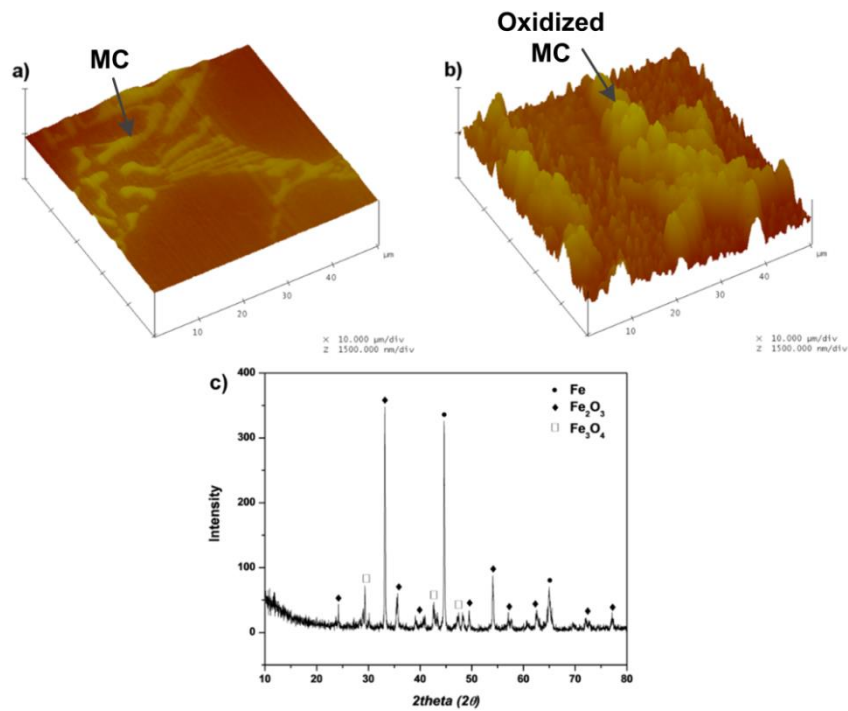 a)
MC
10
20
30
40
µm
X 10.000 µm/div
Z 1500.000 nm/div
b)
Oxidized
MC
10
20
30
40
µm
X 10.000 µm/div
Z 1500.000 nm/div
c)
400
300
200
100
0
Intensity
Fe
Fe2O3
Fe3O4
10 20 30 40 50 60 70 80
2theta (2θ)